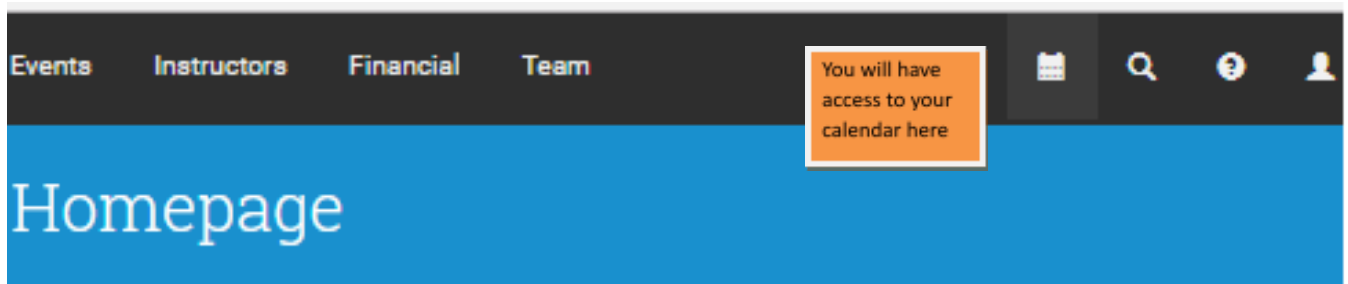 Events Instructors Financial Team
You will have
access to your
calendar here
Homepage